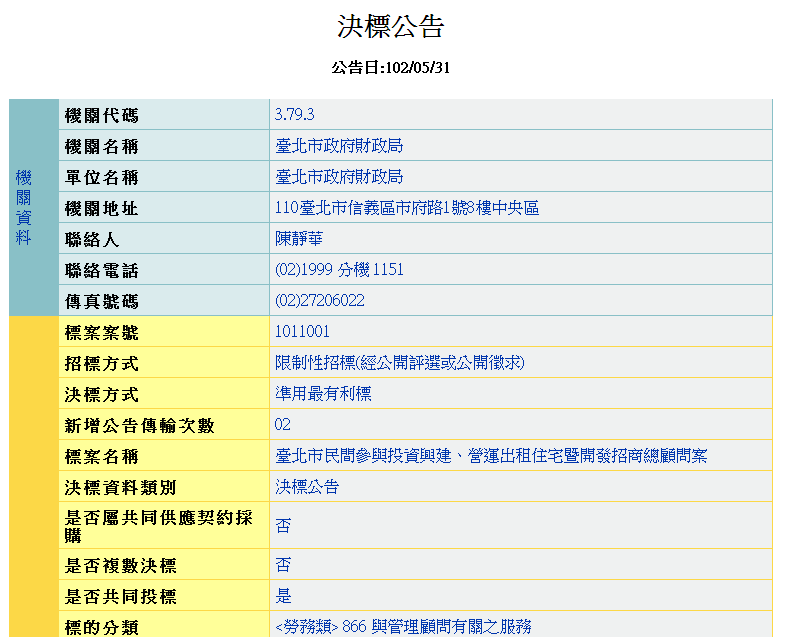 決標公告
公告日:102/05/31
機關資料
機關代碼 3.79.3
機關名稱 臺北市政府財政局
單位名稱 臺北市政府財政局
機關地址 110臺北市信義區市府路1號8樓中央區
聯絡人 陳靜華
聯絡電話 (02)1999 分機1151
傳真號碼 (02)27206022
標案案號 1011001
招標方式 限制性招標(經公開評選或公開徵求)
決標方式 準用最有利標
新增公告傳輸次數 02
標案名稱 臺北市民間參與投資興建、營運出租住宅暨開發招商總顧問案
決標資料類別 決標公告
是否屬共同供應契約採
購 否
是否複數決標 否
是否共同投標 是
標的分類 <勞務類> 866 與管理顧問有關之服務